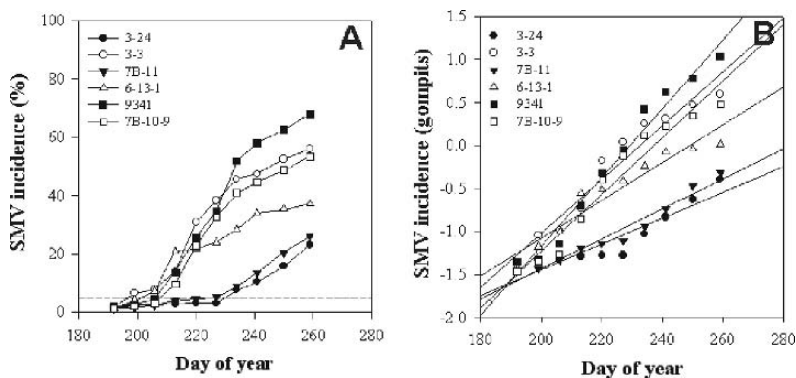 A
SMV incidence (%)
100
80
60
40
20
0
3-24
3-3
7B-11
6-13-1
9341
7B-10-9
180 200 220 240 260 280
Day of year
B
SMV incidence (gompits)
1.5
1.0
0.5
0.0
-0.5
-1.0
-1.5
-2.0
3-24
3-3
7B-11
6-13-1
9341
7B-10-9
180 200 220 240 260 280
Day of year